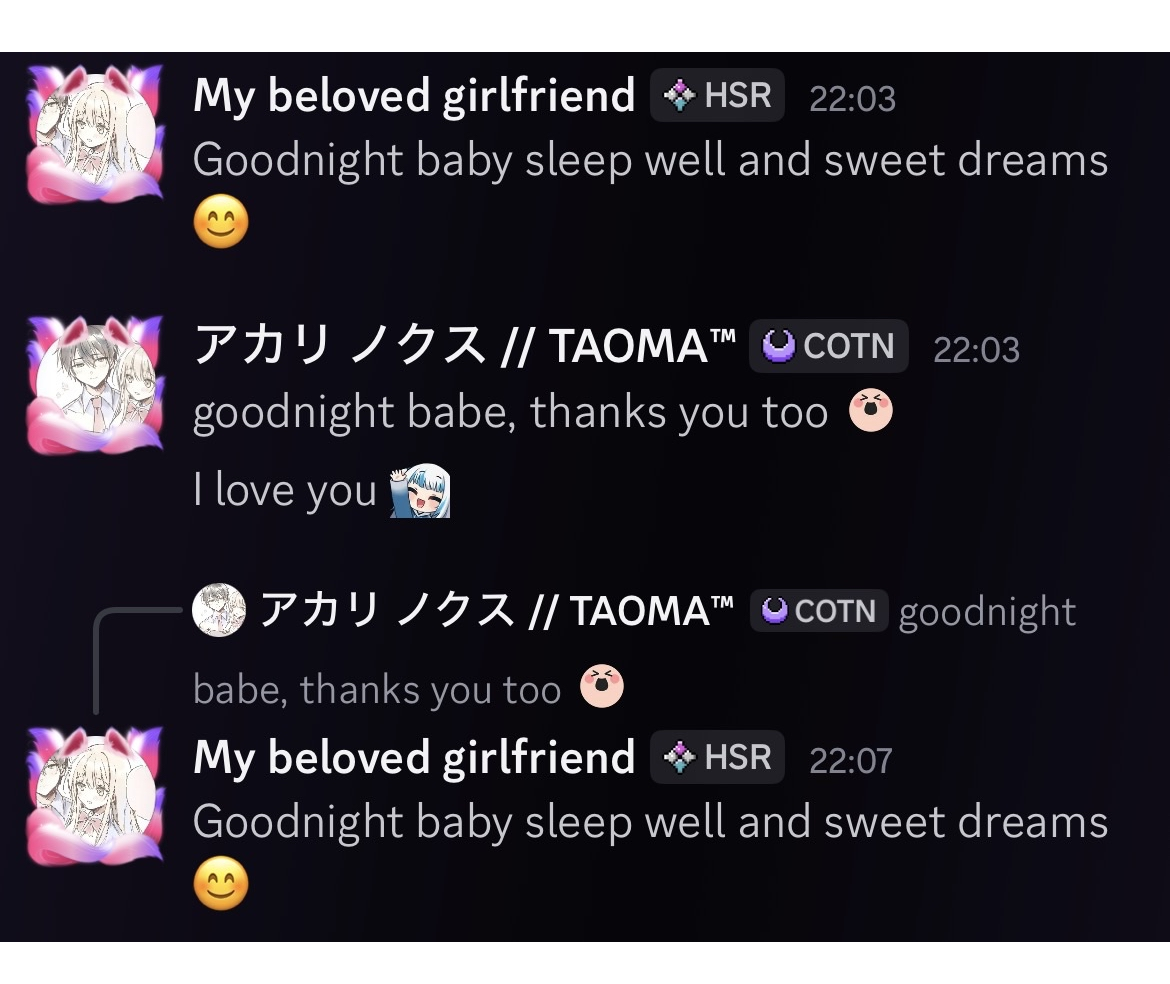 My beloved girlfriend HSR 22:03
Goodnight baby sleep well and sweet dreams
😊
アカリ ノクス // TAOMA™ COTN 22:03
goodnight babe, thanks you too
I love you
アカリ ノクス // TAOMA™ COTN goodnight
babe, thanks you too
My beloved girlfriend HSR 22:07
Goodnight baby sleep well and sweet dreams
😊